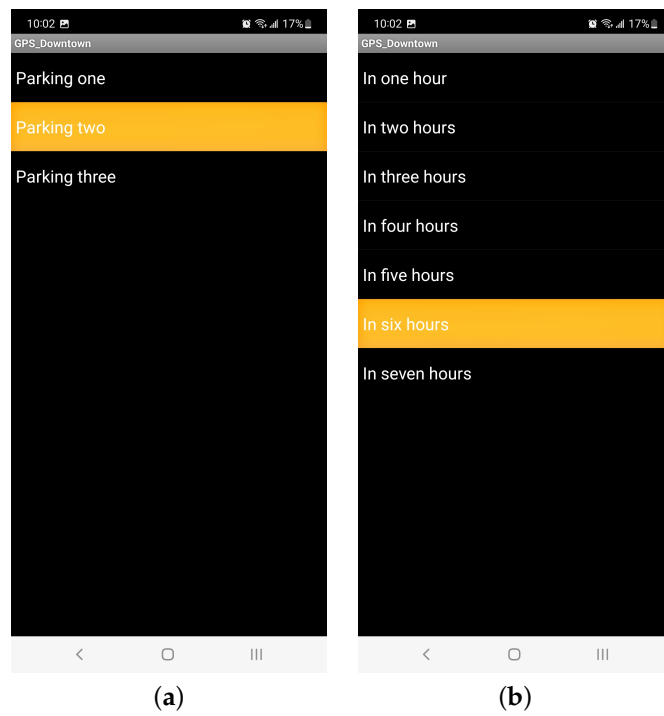 10:02
17%
GPS_Downtown
Parking one
Parking two
Parking three
(a)
10:02
17%
GPS_Downtown
In one hour
In two hours
In three hours
In four hours
In five hours
In six hours
In seven hours
(b)